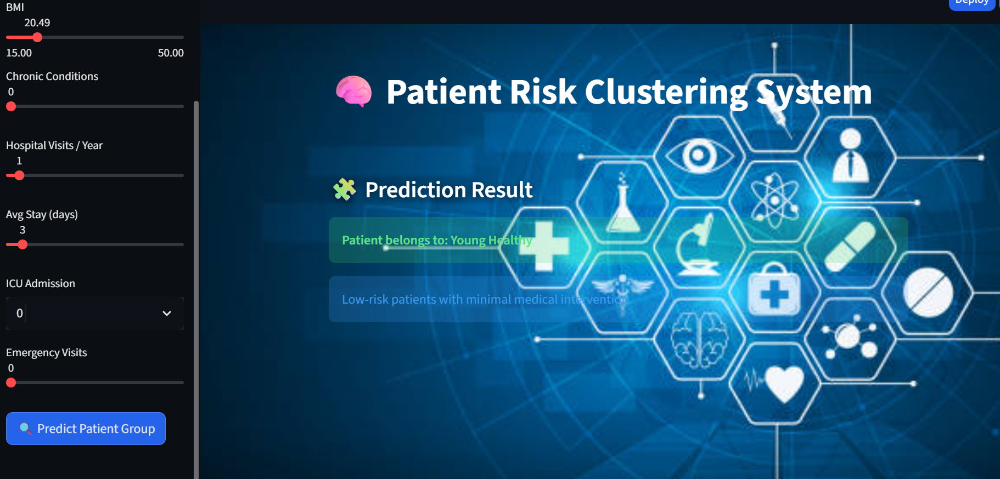 BMI
20.49
15.00 50.00
Chronic Conditions
0
Hospital Visits / Year
1
Avg Stay (days)
3
ICU Admission
0
Emergency Visits
0
🔍 Predict Patient Group
Deploy
🧠 Patient Risk Clustering System
🧩 Prediction Result
Patient belongs to: Young Healthy
Low-risk patients with minimal medical intervention